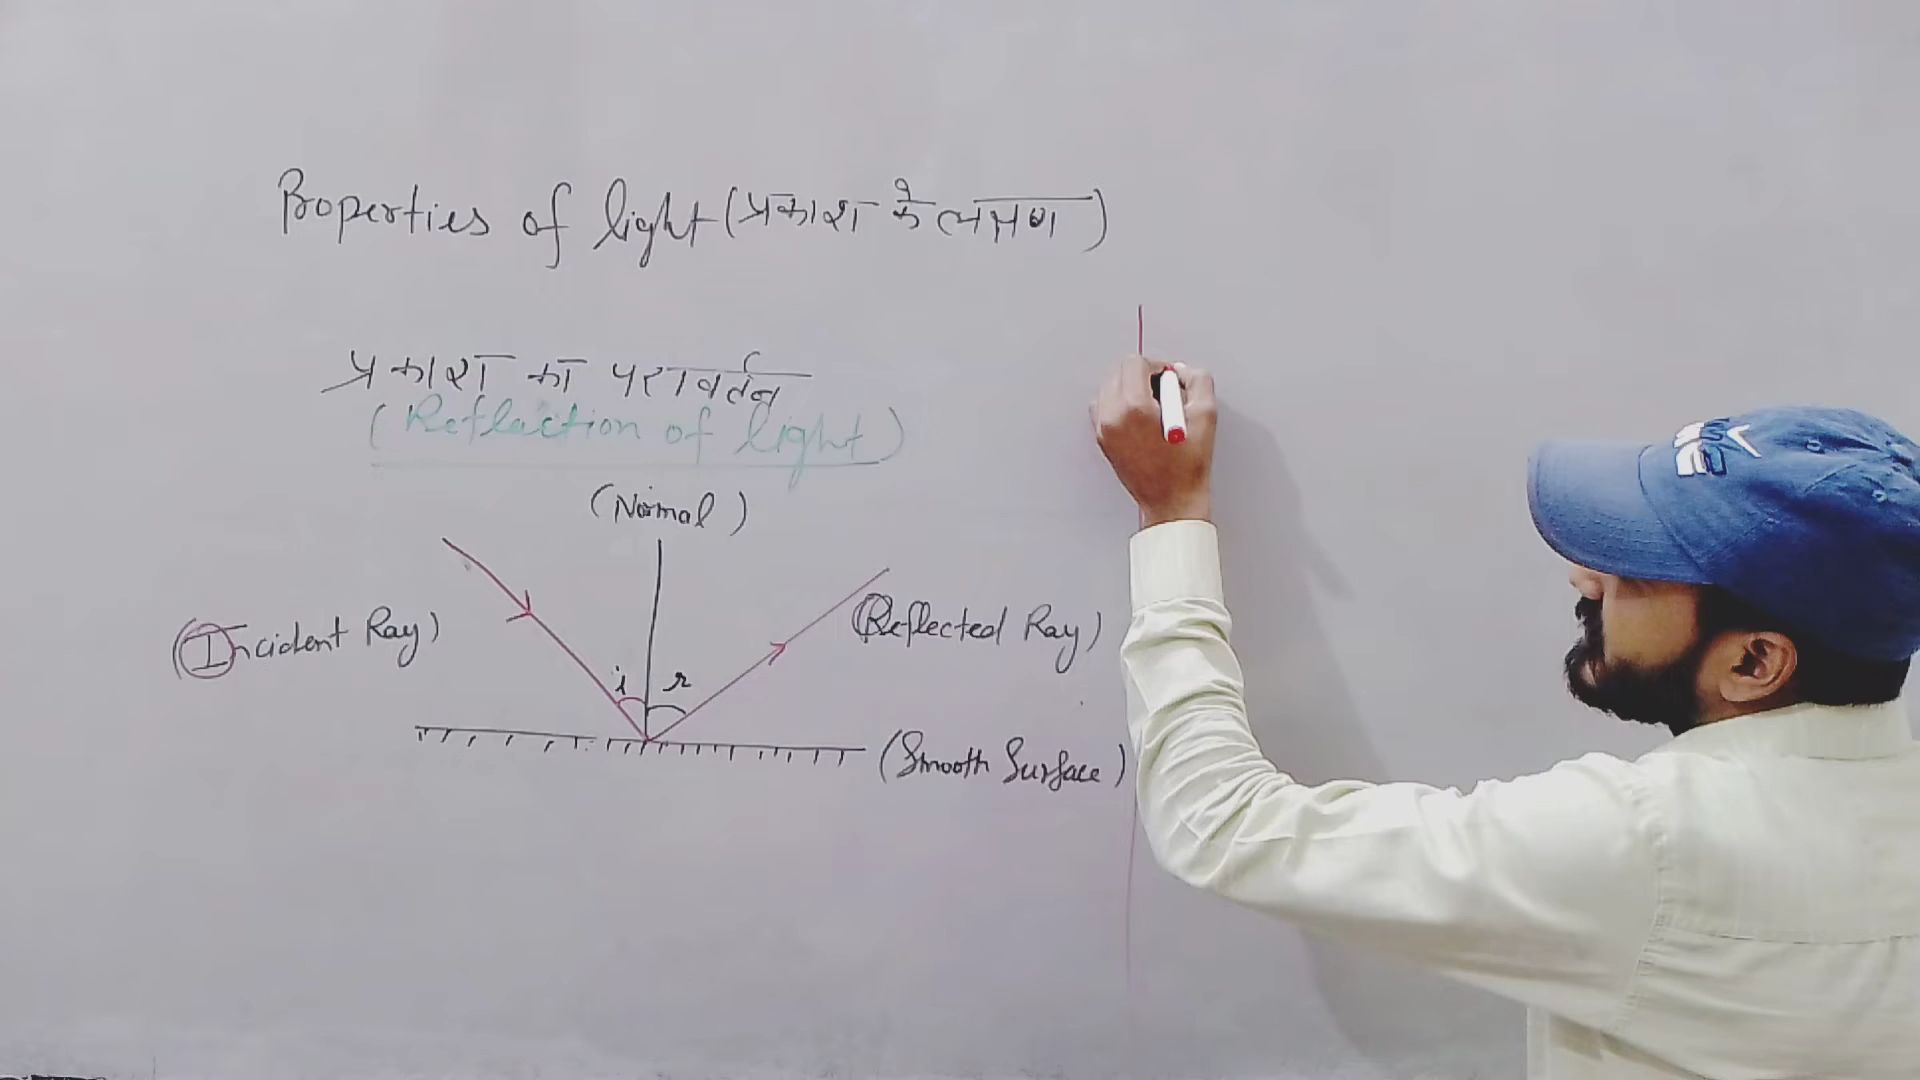 Properties of light (प्रकाश के लक्षण)
प्रकाश का परावर्तन
(Reflaction of light)
(Normal)
(Incident Ray)
(Reflected Ray)
i r
(Smooth Surface)